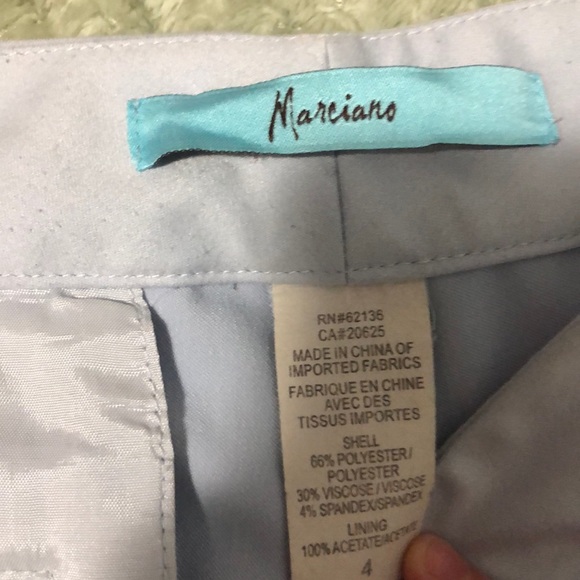 Marciano
RN#62136
CA#20625
MADE IN CHINA OF
IMPORTED FABRICS
FABRIQUE EN CHINE
AVEC DES
TISSUS IMPORTES
SHELL
66% POLYESTER/
POLYESTER
30% VISCOSE/VISCOSE
4% SPANDEX/SPANDEX
LINING
100% ACETATE/ACETATE
4